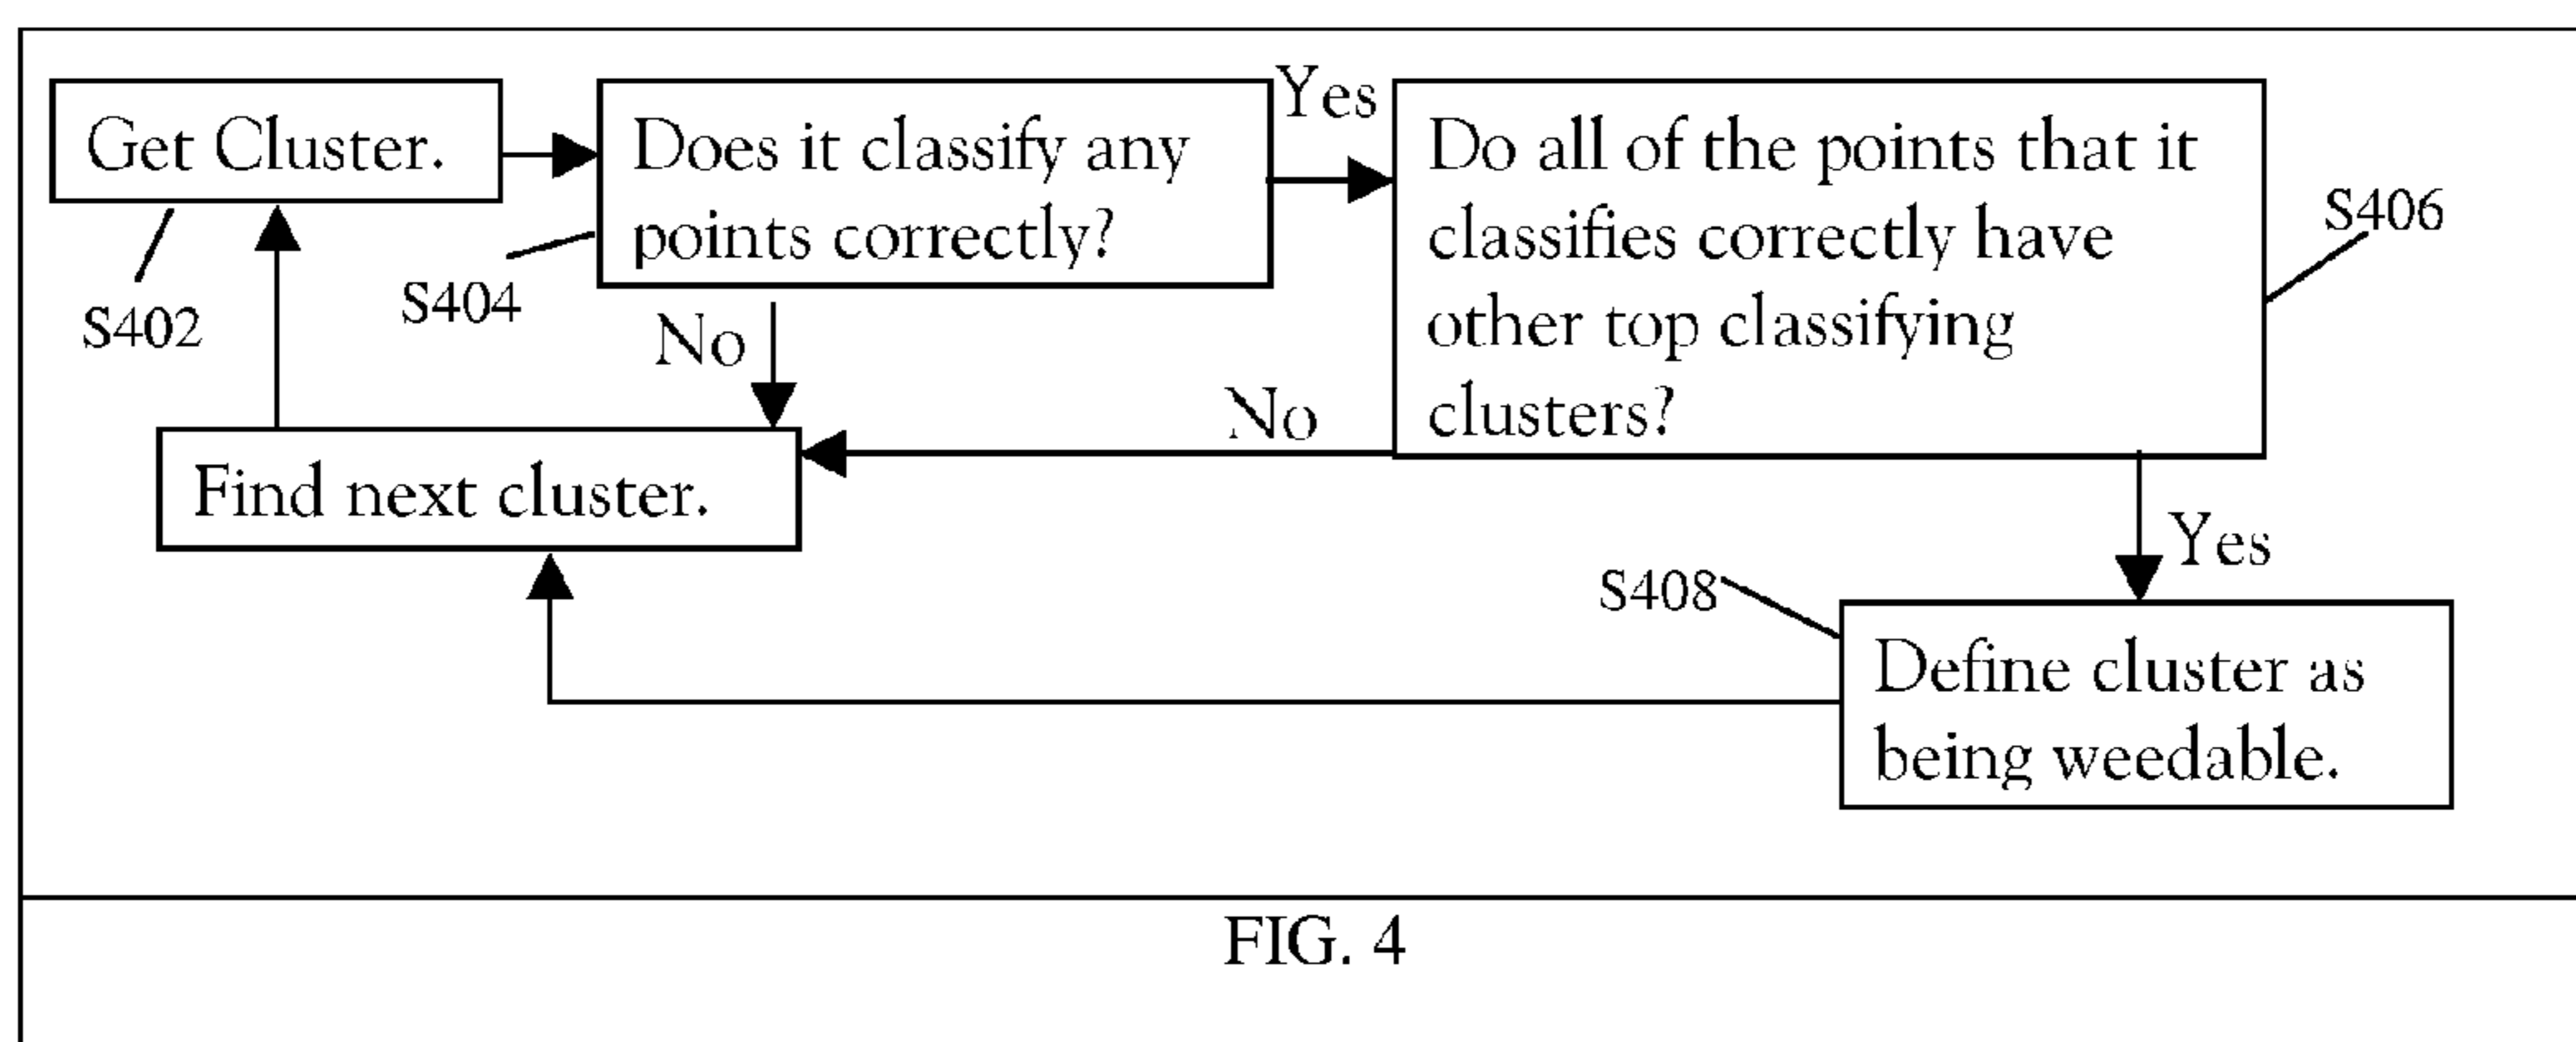 Get Cluster.
S402
Does it classify any
points correctly?
S404
Yes
No
Do all of the points that it
classifies correctly have
other top classifying
clusters?
S406
No
Yes
Find next cluster.
S408
Define cluster as
being weedable.
FIG. 4